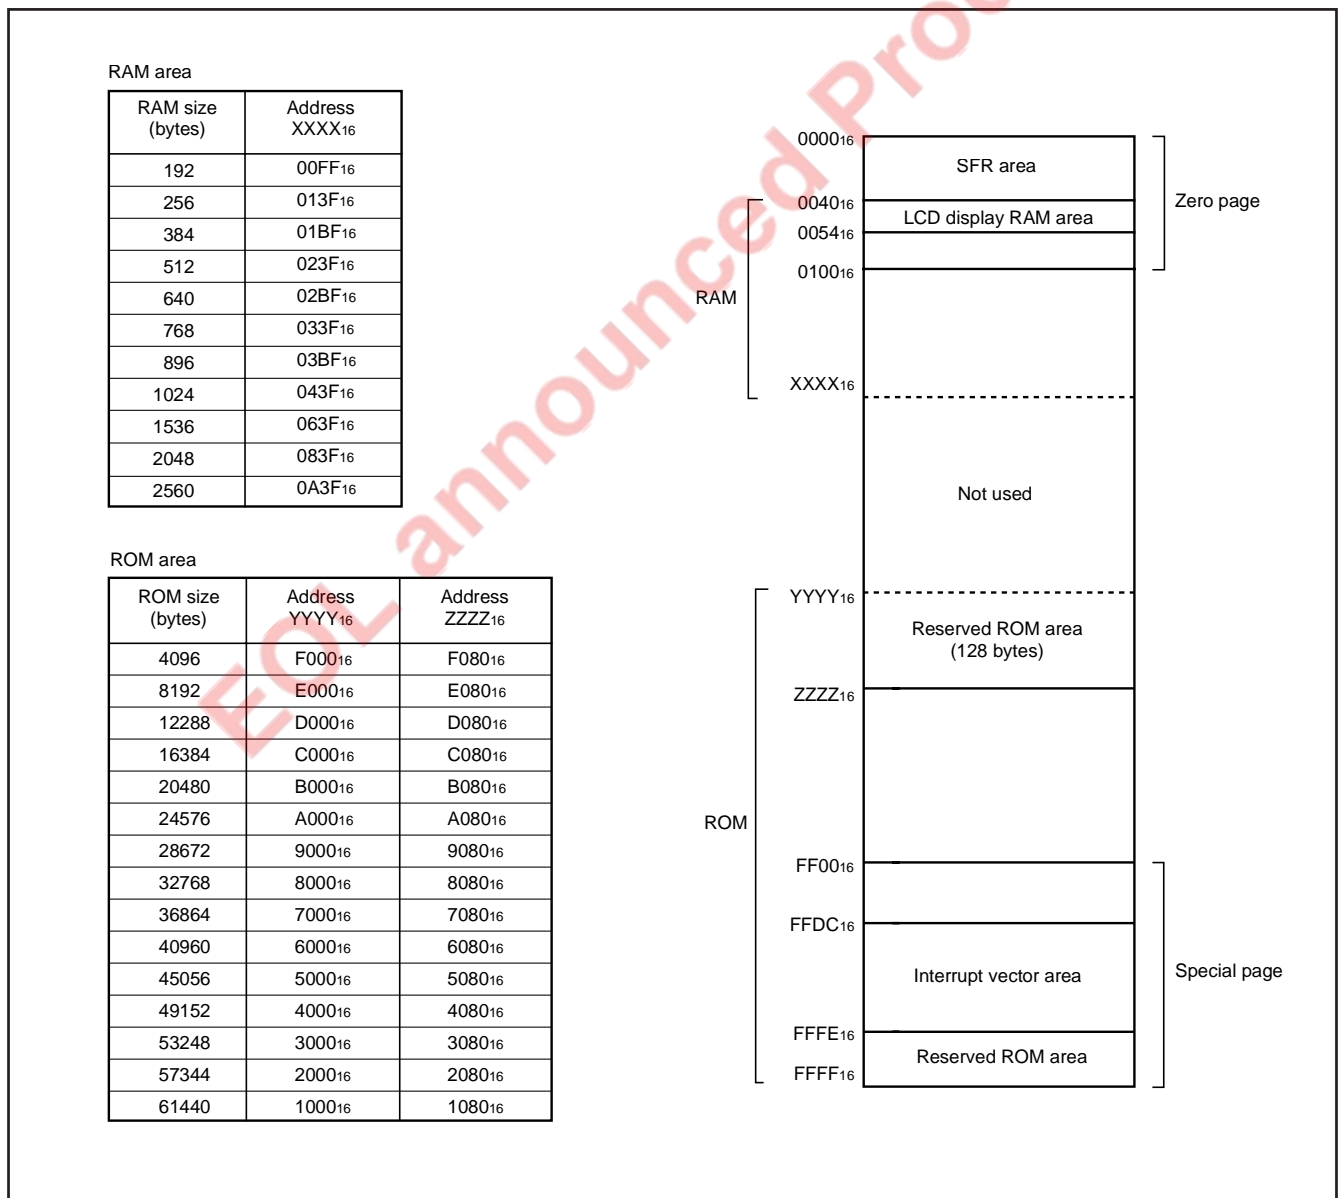 RAM area
RAM size (bytes) Address XXXX16
192 00FF16
256 013F16
384 01BF16
512 023F16
640 02BF16
768 033F16
896 03BF16
1024 043F16
1536 063F16
2048 083F16
2560 0A3F16
ROM area
ROM size (bytes) Address YYYY16 Address ZZZZ16
4096 F00016 F08016
8192 E00016 E08016
12288 D00016 D08016
16384 C00016 C08016
20480 B00016 B08016
24576 A00016 A08016
28672 900016 908016
32768 800016 808016
36864 700016 708016
40960 600016 608016
45056 500016 508016
49152 400016 408016
53248 300016 308016
57344 200016 208016
61440 100016 108016
000016
SFR area
Zero page
004016
LCD display RAM area
005416
010016
RAM
XXXX16
Not used
YYYY16
Reserved ROM area
(128 bytes)
ZZZZ16
ROM
FF0016
FFDC16
Interrupt vector area
Special page
FFFE16
Reserved ROM area
FFFF16
EOL announced